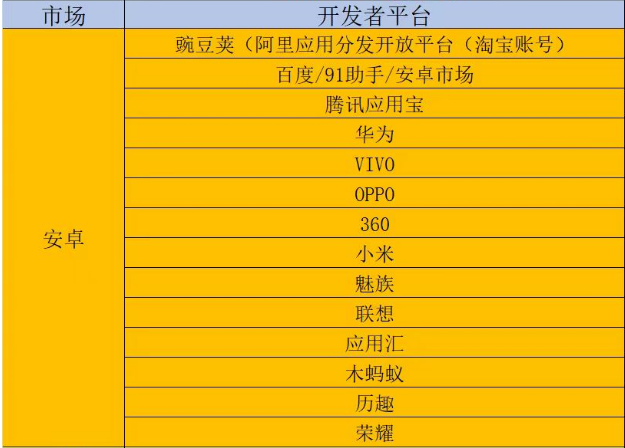 市场 开发者平台
豌豆荚（阿里应用分发开放平台（淘宝账号）
百度/91助手/安卓市场
腾讯应用宝
华为
VIVO
OPPO
360
安卓
小米
魅族
联想
应用汇
木蚂蚁
历趣
荣耀